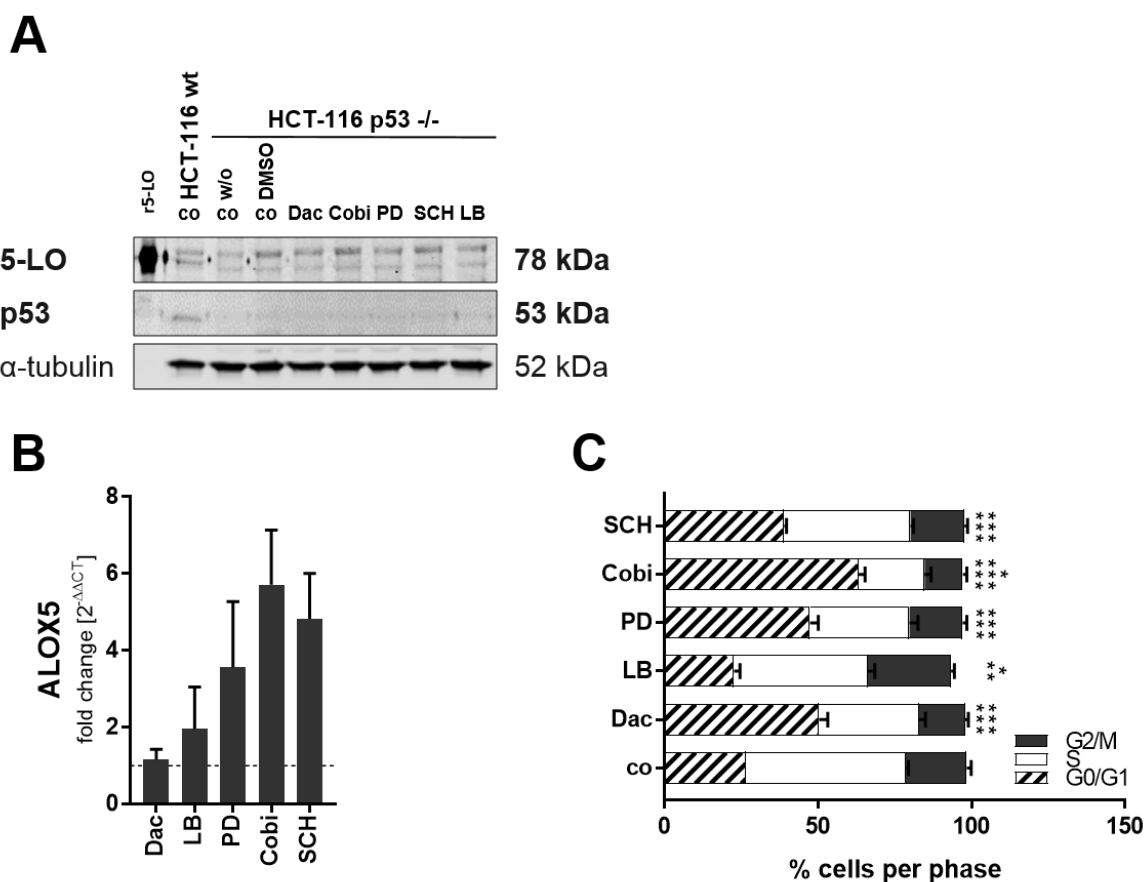 A
HCT-116 wt
HCT-116 p53 -/-
r5-LO
co
w/o
co
DMSO
co
Dac Cobi PD SCH LB
5-LO 78 kDa
p53 53 kDa
α-tubulin 52 kDa
B
ALOX5
fold change [2-ΔΔCT]
8
6
4
2
0
Dac
LB
PD
Cobi
SCH
C
SCH ***
***
Cobi ***
***
*
PD ***
***
LB **
*
Dac ***
***
co
G2/M
S
G0/G1
0 50 100 150
% cells per phase